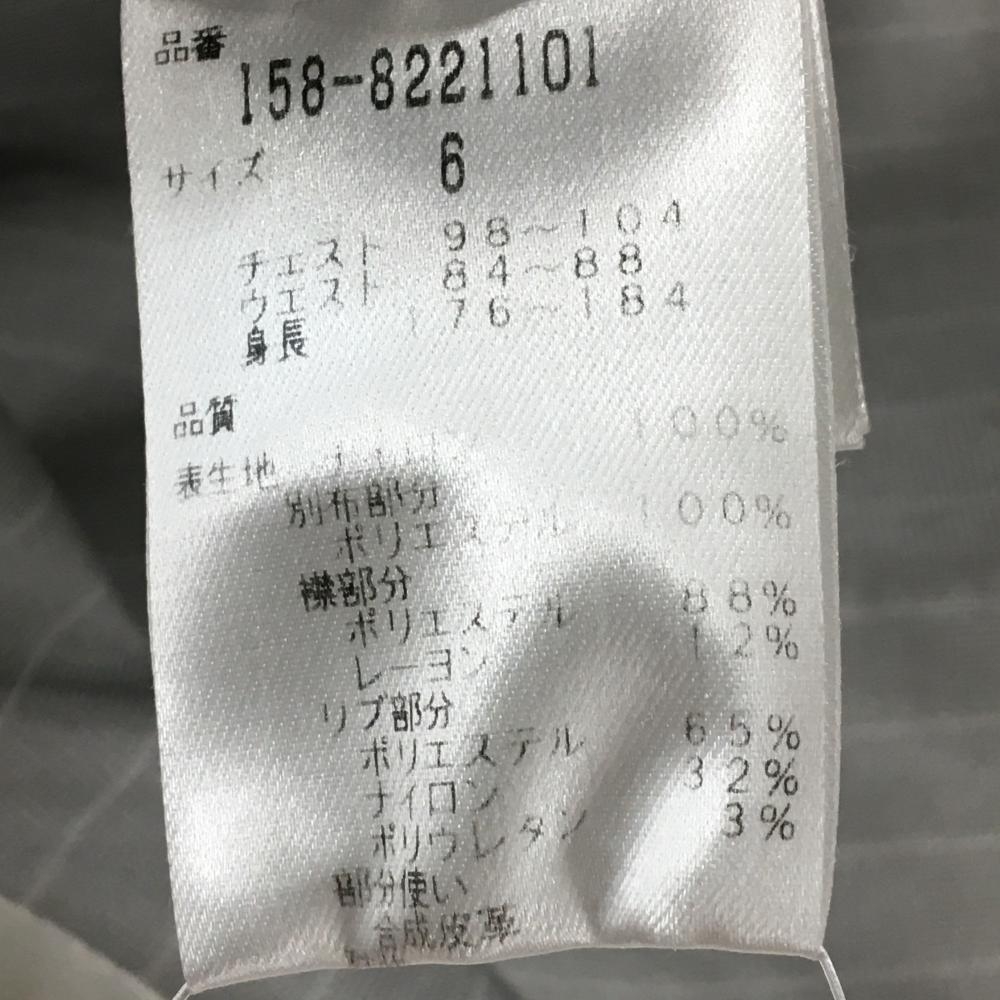 品番 158-8221101
サイズ 6
チェスト 98~104
ウエスト 84~88
身長 176~184
品質
表生地 100%
別布部分
ポリエステル 100%
襟部分
ポリエステル 88%
レーヨン 12%
リブ部分
ポリエステル 65%
ナイロン 32%
ポリウレタン 3%
部分使い
合成皮革